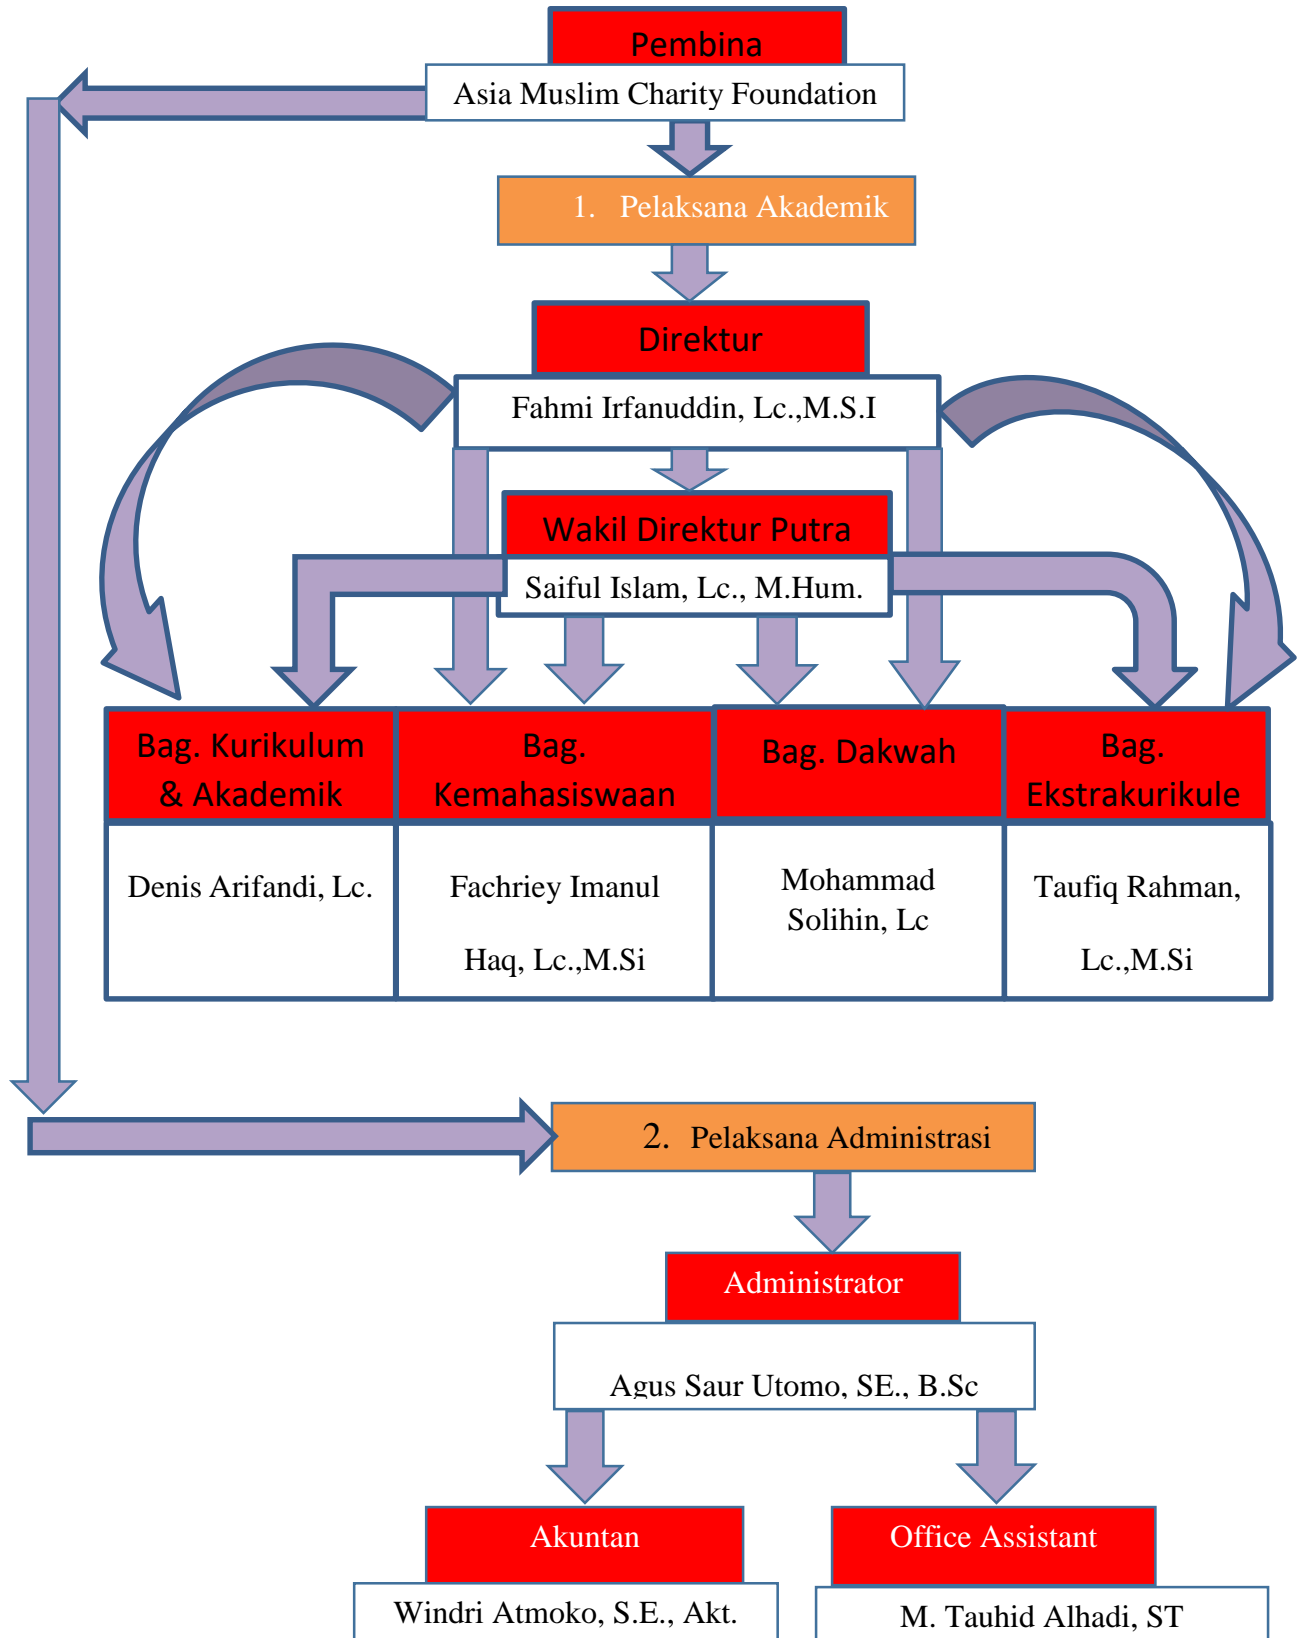 Pembina
Asia Muslim Charity Foundation
1. Pelaksana Akademik
Direktur
Fahmi Irfanuddin, Lc.,M.S.I
Wakil Direktur Putra
Saiful Islam, Lc., M.Hum.
Bag. Kurikulum
& Akademik
Denis Arifandi, Lc.
Bag.
Kemahasiswaan
Fachriey Imanul
Haq, Lc.,M.Si
Bag. Dakwah
Mohammad
Solihin, Lc
Bag.
Ekstrakurikule
Taufiq Rahman,
Lc.,M.Si
2. Pelaksana Administrasi
Administrator
Agus Saur Utomo, SE., B.Sc
Akuntan
Windri Atmoko, S.E., Akt.
Office Assistant
M. Tauhid Alhadi, ST